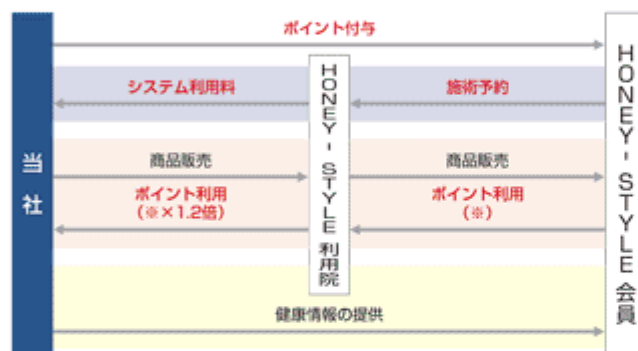 ポイント付与
システム利用料
施術予約
商品販売
商品販売
ポイント利用
(※×1.2倍)
ポイント利用
(※)
健康情報の提供
当社
HONEY-STYLE利用院
HONEY-STYLE会員